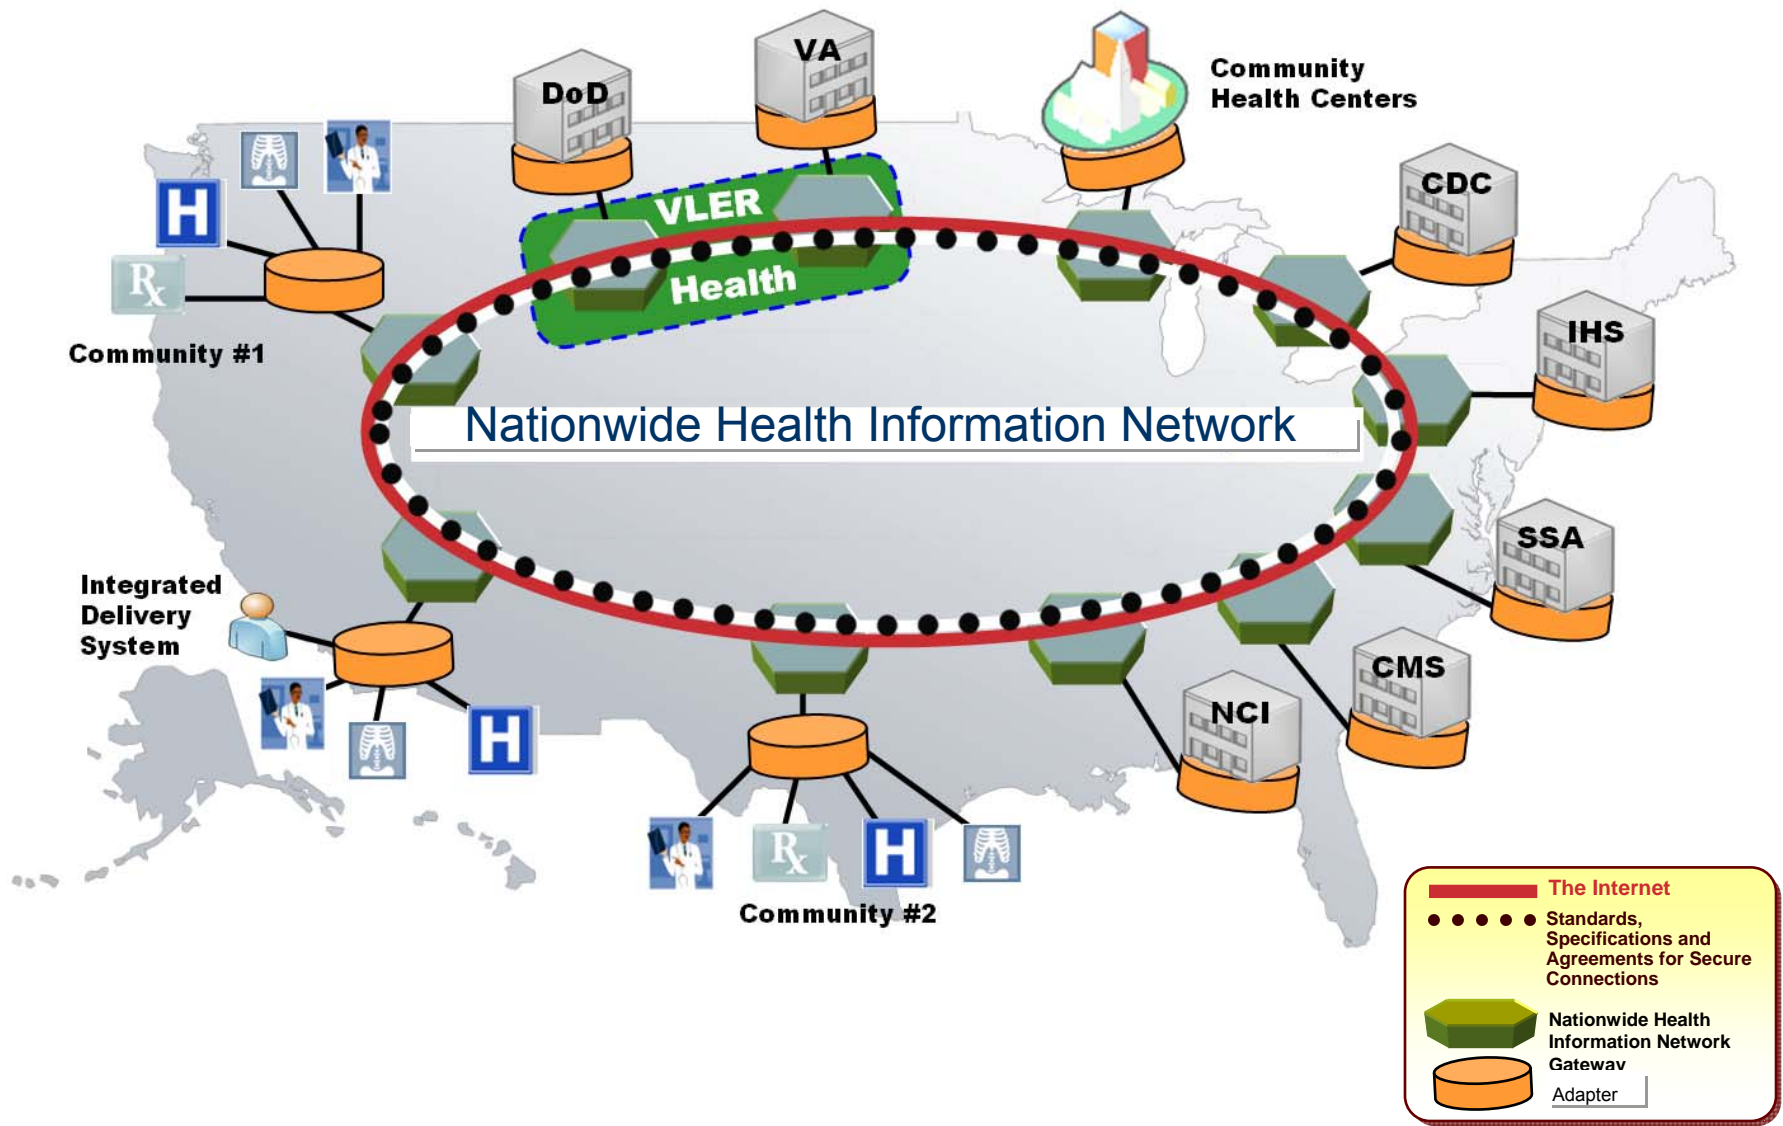 VA
DoD
Community
Health Centers
CDC
VLER
Health
H
Rx
Community #1
IHS
Nationwide Health Information Network
SSA
Integrated
Delivery
System
CMS
NCI
H
Rx
H
Community #2
The Internet
Standards,
Specifications and
Agreements for Secure
Connections
Nationwide Health
Information Network
Gateway
Adapter